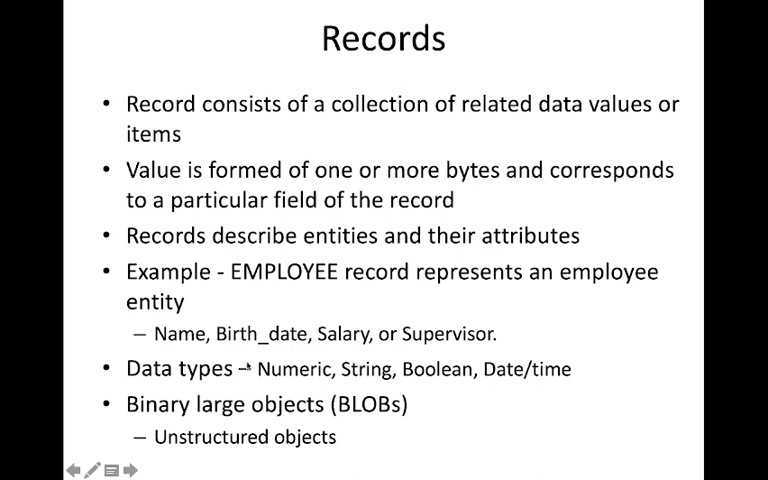 Records
• Record consists of a collection of related data values or
items
• Value is formed of one or more bytes and corresponds
to a particular field of the record
• Records describe entities and their attributes
• Example - EMPLOYEE record represents an employee
entity
– Name, Birth_date, Salary, or Supervisor.
• Data types – Numeric, String, Boolean, Date/time
• Binary large objects (BLOBs)
– Unstructured objects